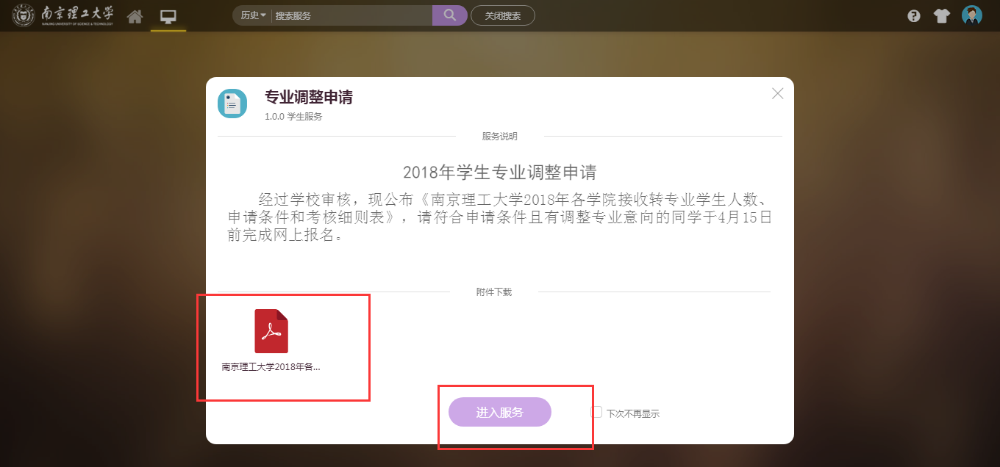 南京理工大学
NANJING UNIVERSITY OF SCIENCE & TECHNOLOGY
历史 搜索服务 关闭搜索
专业调整申请
1.0.0 学生服务
服务说明
2018年学生专业调整申请
经过学校审核，现公布《南京理工大学2018年各学院接收转专业学生人数、
申请条件和考核细则表》，请符合申请条件且有调整专业意向的同学于4月15日
前完成网上报名。
附件下载
南京理工大学2018年各...
进入服务 下次不再显示